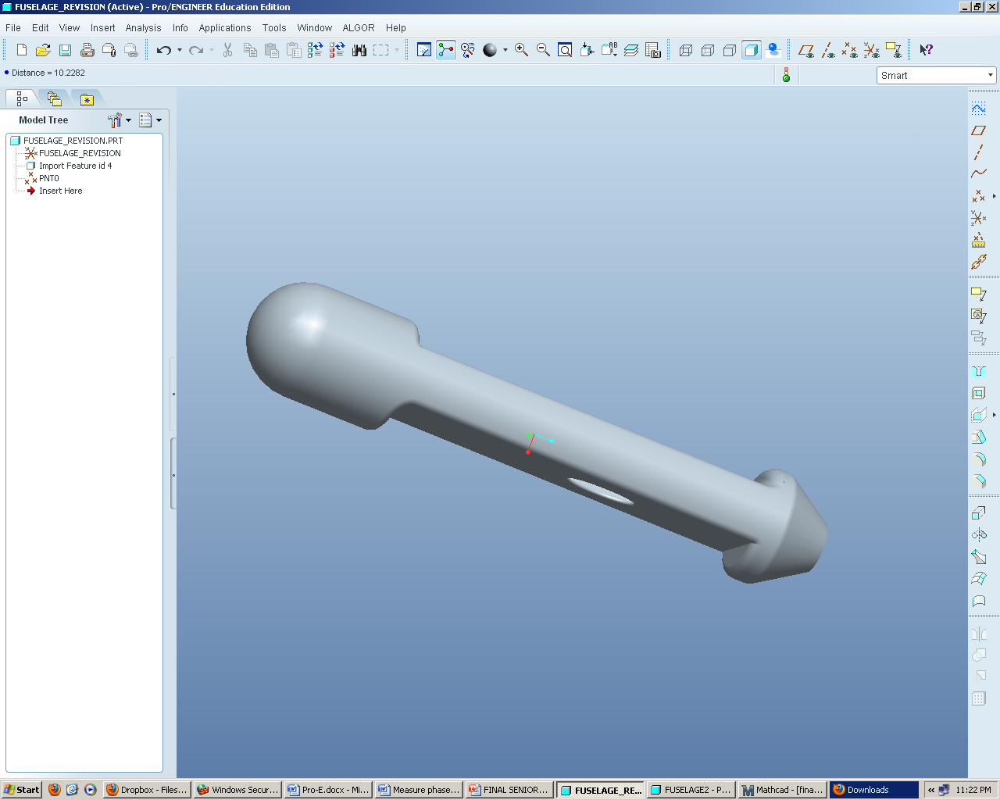 FUSELAGE_REVISION (Active) - Pro/ENGINEER Education Edition
File Edit View Insert Analysis Info Applications Tools Window ALGOR Help
Distance = 10.2282
Smart
Model Tree
FUSELAGE_REVISION.PRT
FUSELAGE_REVISION
Import Feature id 4
PNT0
Insert Here
Start Dropbox - Files... Windows Secur... Pro-E.docx - Mi... Measure phase... FINAL SENIOR... FUSELAGE_RE... FUSELAGE2 - P... Mathcad - [fina... Downloads « 11:22 PM